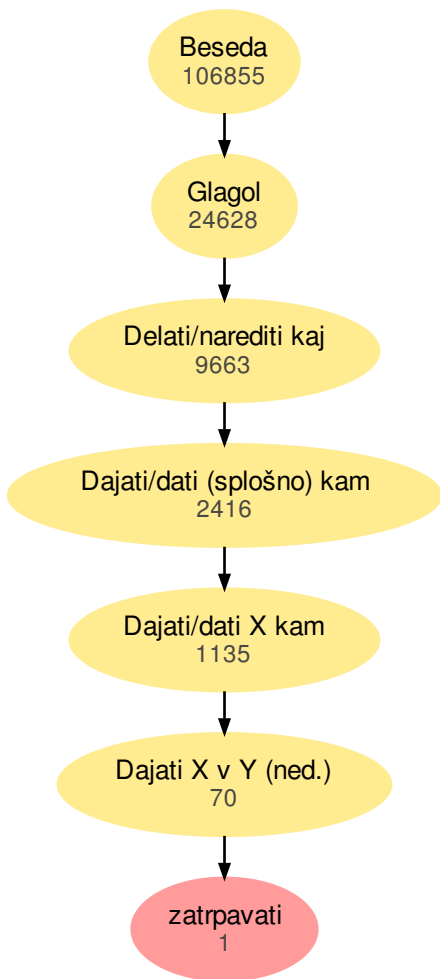 Beseda
106855
Glagol
24628
Delati/narediti kaj
9663
Dajati/dati (splošno) kam
2416
Dajati/dati X kam
1135
Dajati X v Y (ned.)
70
zatrpavati
1